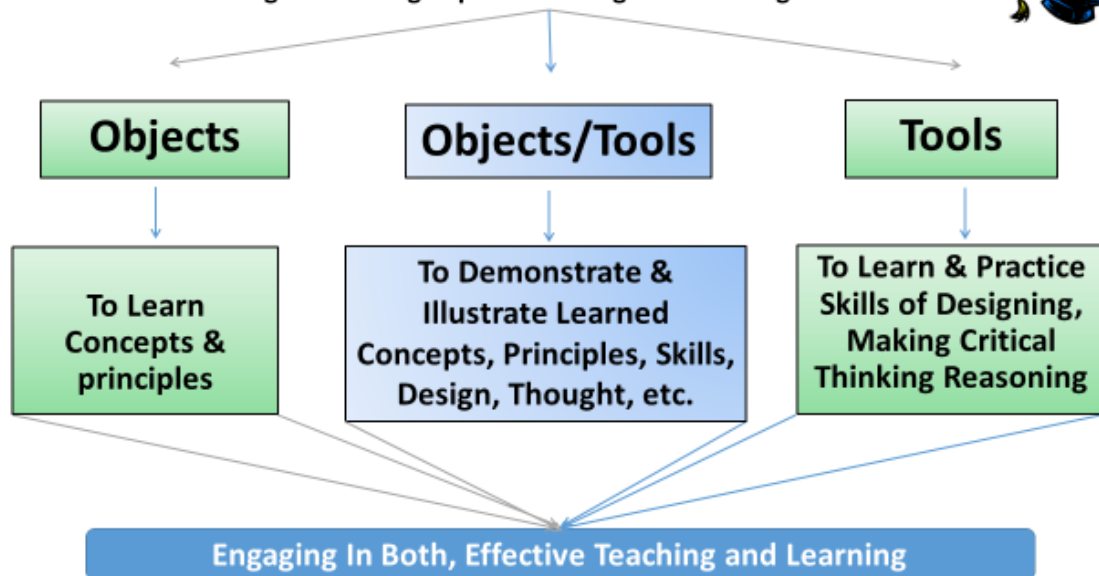 Objects
Objects/Tools
Tools
To Learn
Concepts &
principles
To Demonstrate &
Illustrate Learned
Concepts, Principles, Skills,
Design, Thought, etc.
To Learn & Practice
Skills of Designing,
Making Critical
Thinking Reasoning
Engaging In Both, Effective Teaching and Learning